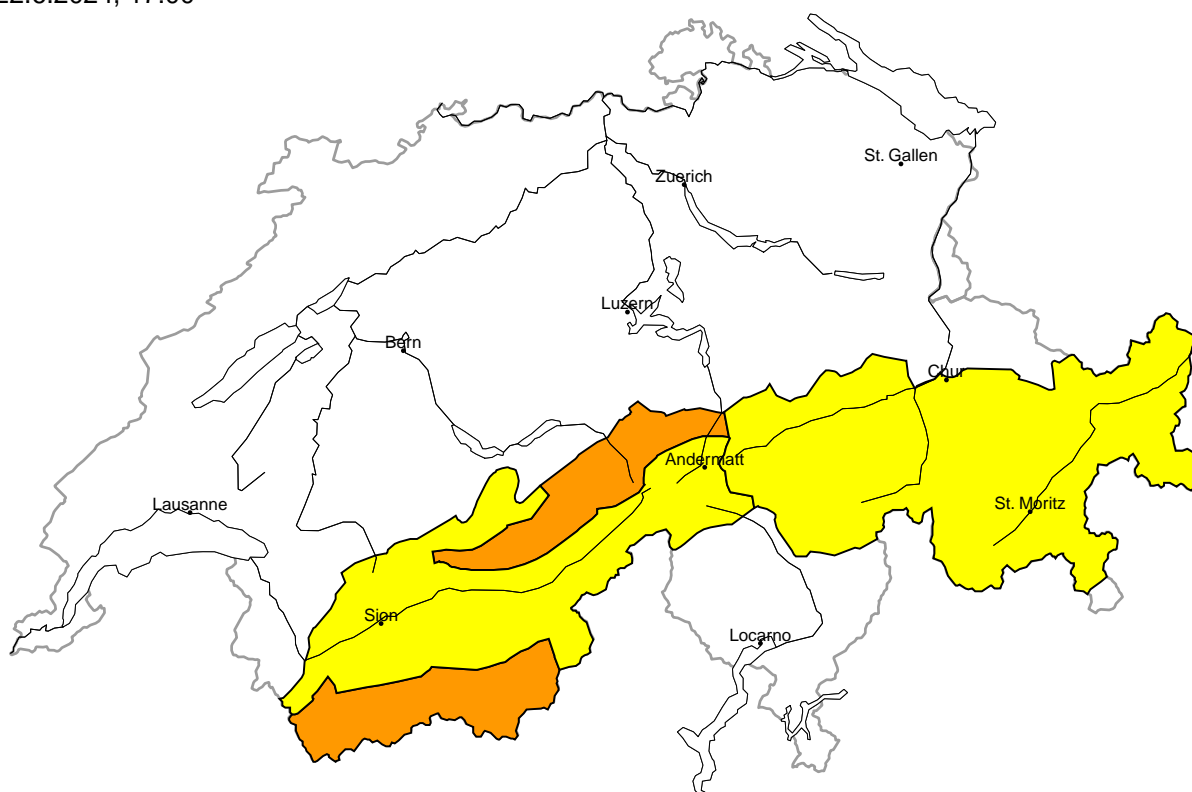 St. Gallen
Zuerich
Luzern
Bern
Chur
Andermatt
Lausanne
St. Moritz
Sion
Locarno